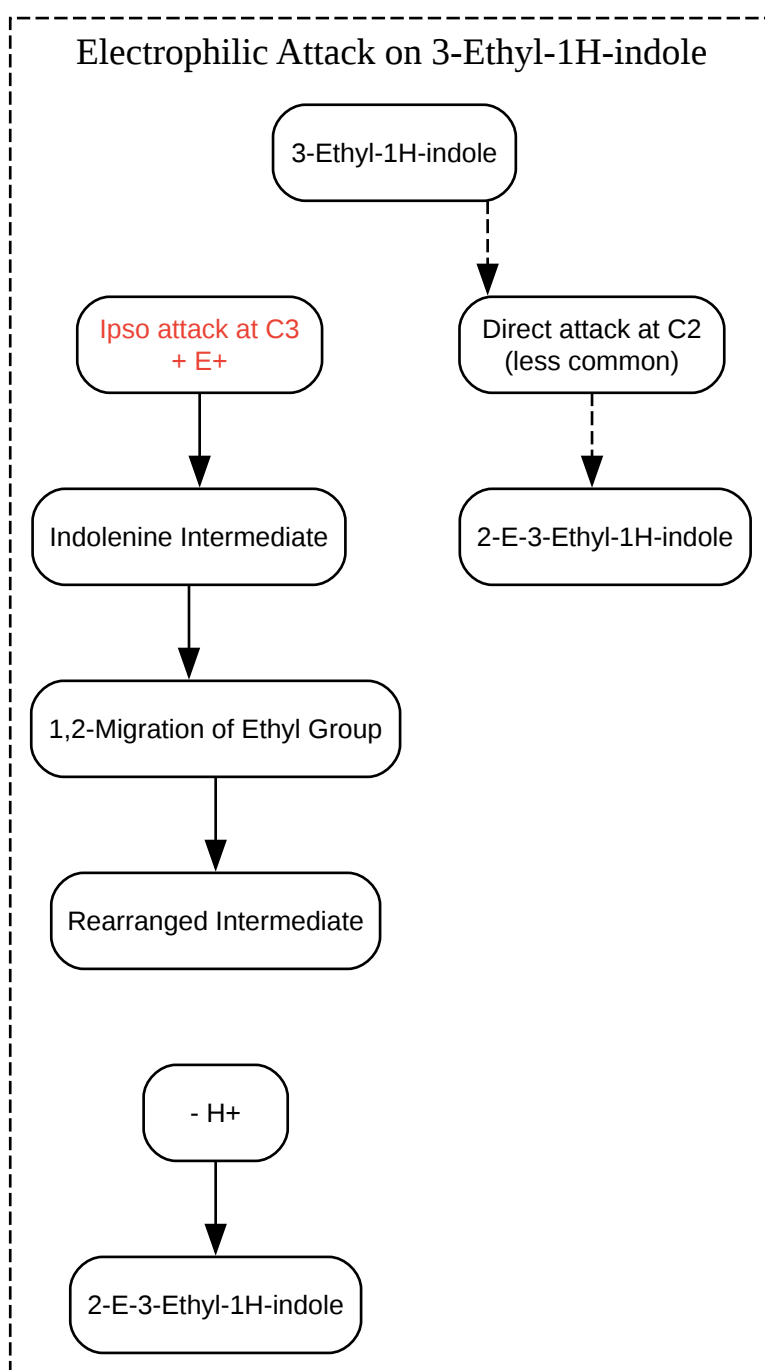 Electrophilic Attack on 3-Ethyl-1H-indole
3-Ethyl-1H-indole
Ipso attack at C3
+ E+
Direct attack at C2
(less common)
Indolenine Intermediate
2-E-3-Ethyl-1H-indole
1,2-Migration of Ethyl Group
Rearranged Intermediate
- H+
2-E-3-Ethyl-1H-indole